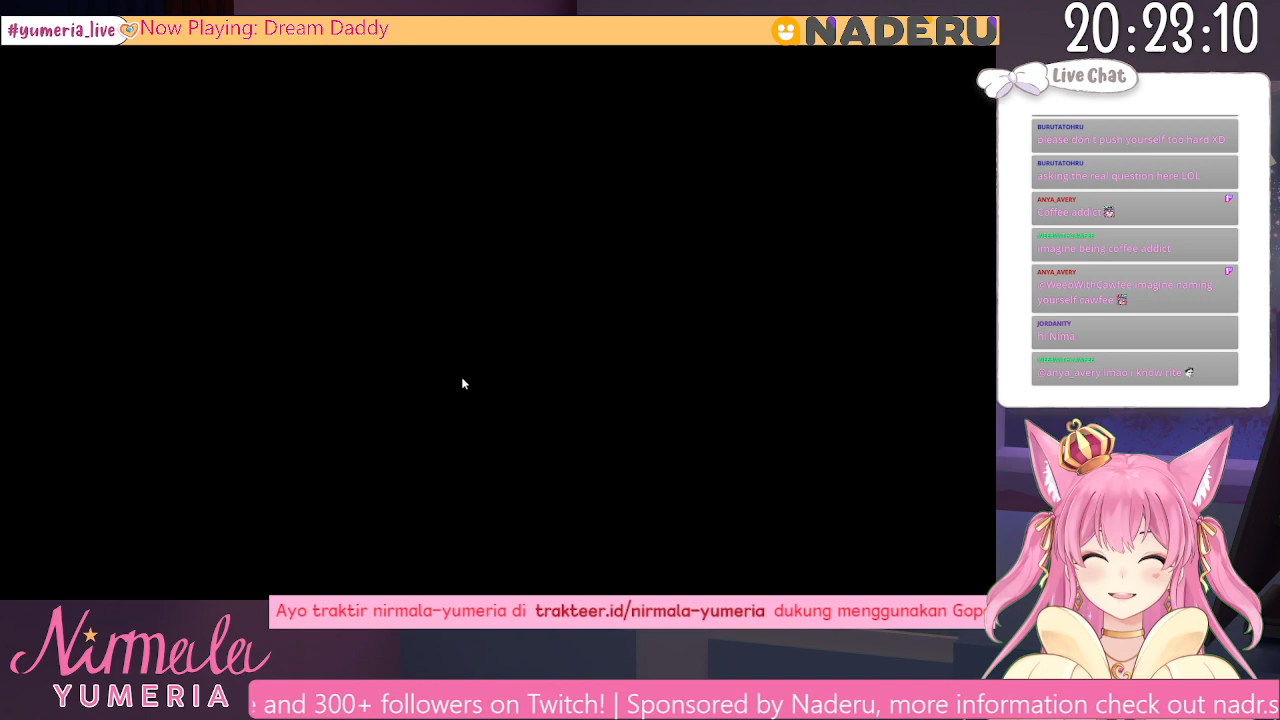 #yumeria_live
Now Playing: Dream Daddy
NADERU
20:23:10
Live Chat
BURUTATOHRU
please don't push yourself too hard XD
BURUTATOHRU
asking the real question here LOL
ANYA_AVERY
Coffee addict
imagine being coffee addict
ANYA_AVERY
@WeebWithCawfee imagine naming
yourself cawfee
JORDANITY
hi Nima
@anya_avery lmao i know rite
Ayo traktir nirmala-yumeria di trakteer.id/nirmala-yumeria dukung menggunakan Gop
Nirmala
YUMERIA
and 300+ followers on Twitch! | Sponsored by Naderu, more information check out nadr.s